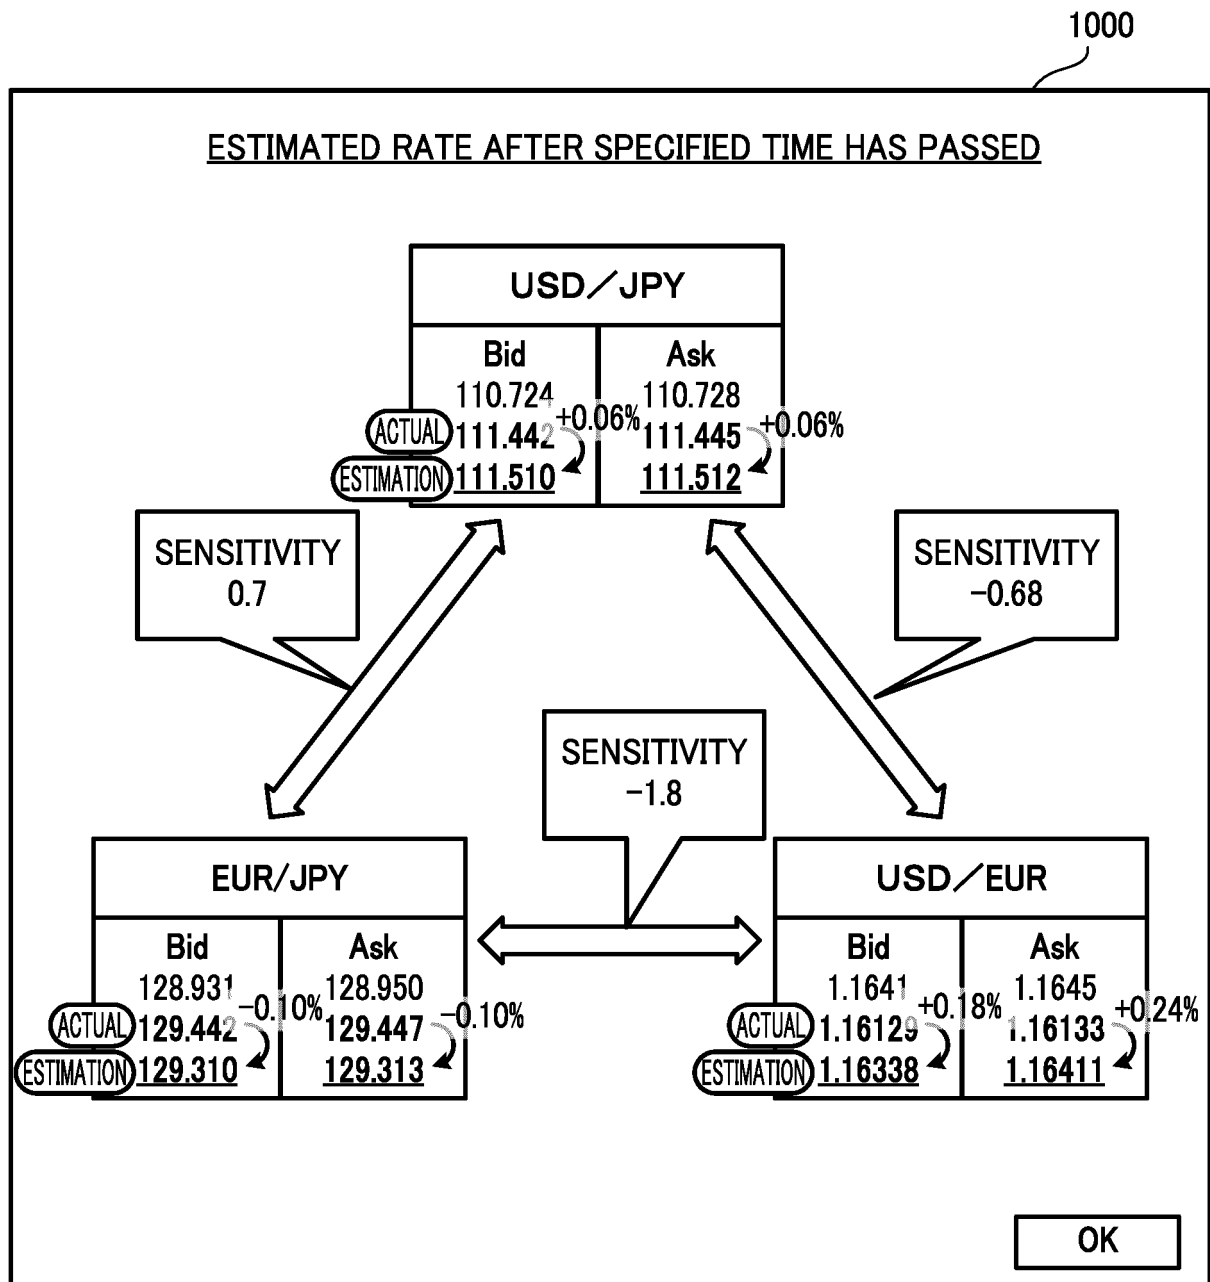 1000
ESTIMATED RATE AFTER SPECIFIED TIME HAS PASSED
USD/JPY
Bid Ask
110.724 110.728
ACTUAL 111.442 +0.06% 111.445 +0.06%
ESTIMATION 111.510 111.512
SENSITIVITY
0.7
SENSITIVITY
-0.68
SENSITIVITY
-1.8
EUR/JPY
Bid Ask
128.931 128.950
ACTUAL 129.442 -0.10% 129.447 -0.10%
ESTIMATION 129.310 129.313
USD/EUR
Bid Ask
1.1641 1.1645
ACTUAL 1.16129 +0.18% 1.16133 +0.24%
ESTIMATION 1.16338 1.16411
OK